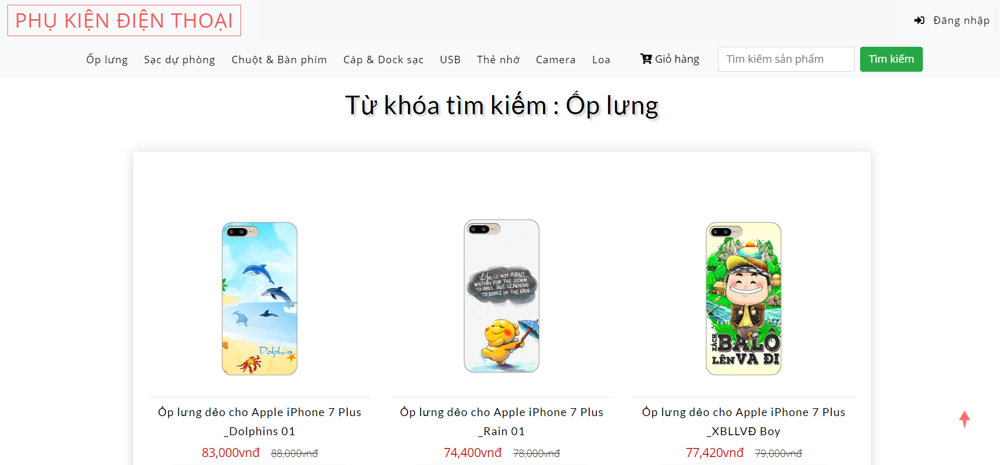 PHỤ KIỆN ĐIỆN THOẠI
Đăng nhập
Ốp lưng Sạc dự phòng Chuột & Bàn phím Cáp & Dock sạc USB Thẻ nhớ Camera Loa Giỏ hàng Tìm kiếm sản phẩm Tìm kiếm
Từ khóa tìm kiếm : Ốp lưng
Dolphins
Life is not ABOUT
WAITING FOR THE STORM
TO PASS, BUT LEARNING
TO DANCE IN THE RAIN...
XÁCH BALÔ
LÊN VÀ ĐI
Ốp lưng dẻo cho Apple iPhone 7 Plus
_Dolphins 01
83,000vnđ 88,000vnđ
Ốp lưng dẻo cho Apple iPhone 7 Plus
_Rain 01
74,400vnđ 78,000vnđ
Ốp lưng dẻo cho Apple iPhone 7 Plus
_XBLLVĐ Boy
77,420vnđ 79,000vnđ